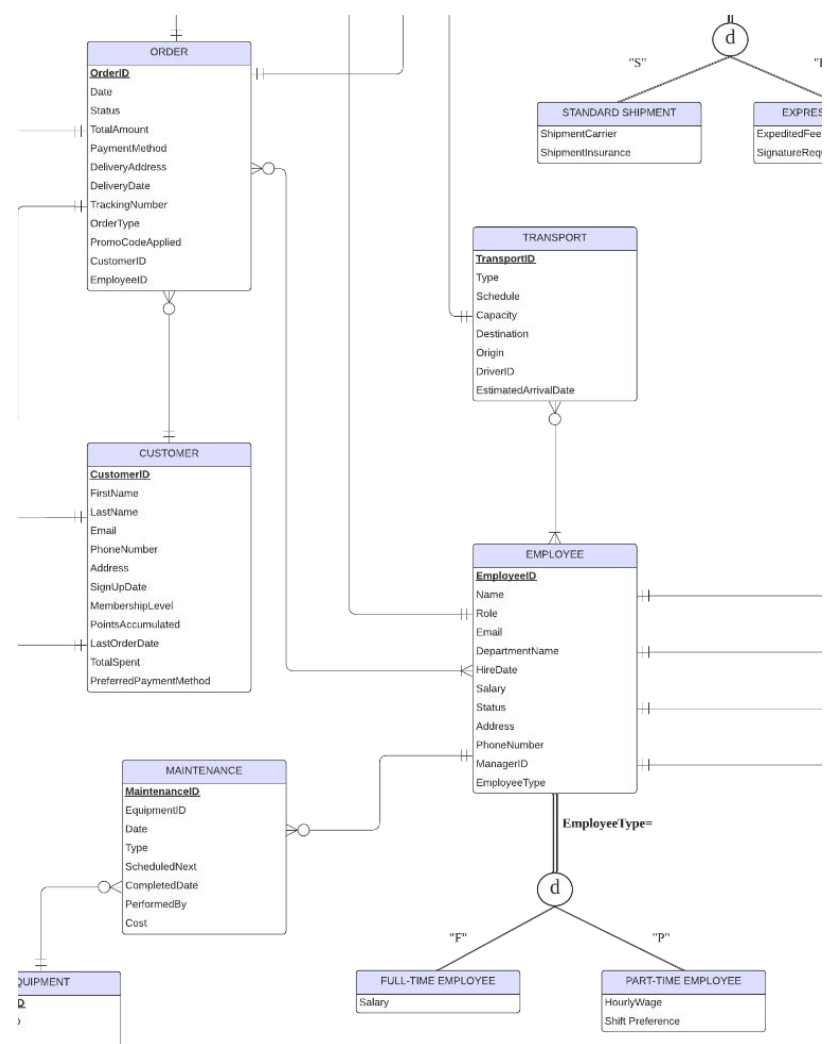 ORDER
OrderID
Date
Status
TotalAmount
PaymentMethod
DeliveryAddress
DeliveryDate
TrackingNumber
OrderType
PromoCodeApplied
CustomerID
EmployeeID
d
"S"
STANDARD SHIPMENT
ShipmentCarrier
ShipmentInsurance
EXPRES
ExpeditedFee
SignatureRequ
TRANSPORT
TransportID
Type
Schedule
Capacity
Destination
Origin
DriverID
EstimatedArrivalDate
CUSTOMER
CustomerID
FirstName
LastName
Email
PhoneNumber
Address
SignUpDate
MembershipLevel
PointsAccumulated
LastOrderDate
TotalSpent
PreferredPaymentMethod
EMPLOYEE
EmployeeID
Name
Role
Email
DepartmentName
HireDate
Salary
Status
Address
PhoneNumber
ManagerID
EmployeeType
MAINTENANCE
MaintenanceID
EquipmentID
Date
Type
ScheduledNext
CompletedDate
PerformedBy
Cost
EmployeeType=
d
"F"
"P"
QUIPMENT
D
FULL-TIME EMPLOYEE
Salary
PART-TIME EMPLOYEE
HourlyWage
Shift Preference